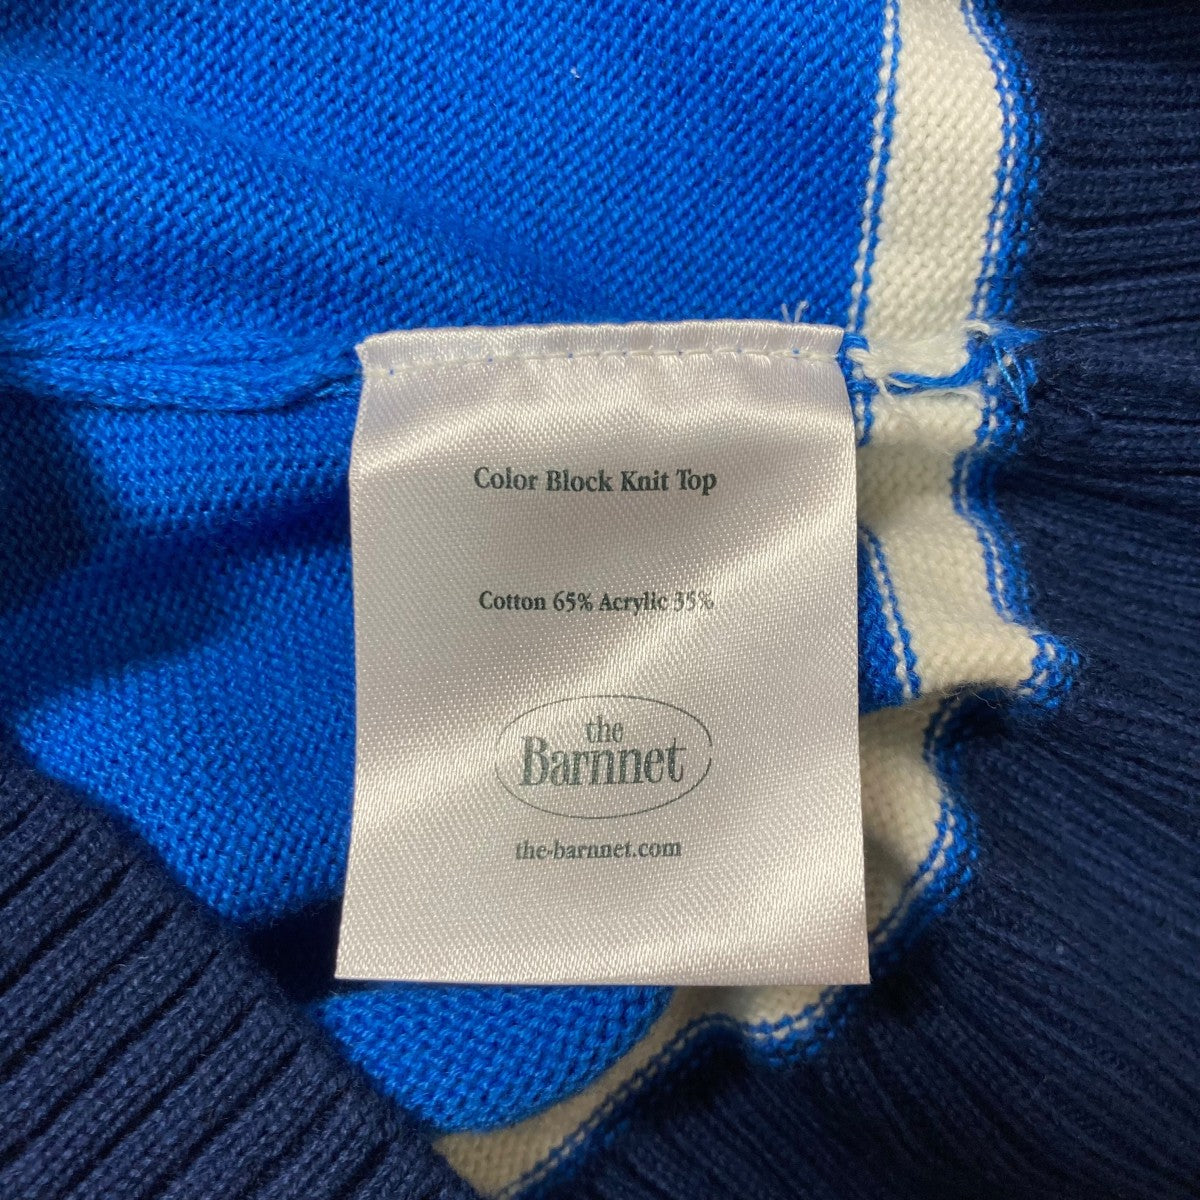 Color Block Knit Top
Cotton 65% Acrylic 35%
the
Barnnet
the-barnnet.com